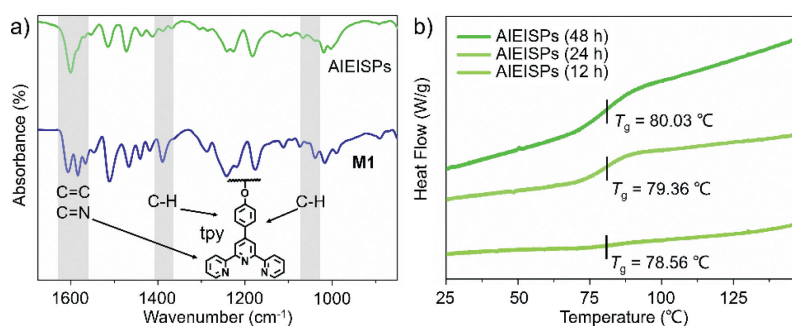 a)
AIEISPs
M1
C=C
C=N
C-H
C-H
tpy
O
N
N
N
Absorbance (%)
1600
1400
1200
1000
Wavenumber (cm-1)
b)
AIEISPs (48 h)
AIEISPs (24 h)
AIEISPs (12 h)
Tg = 80.03 ℃
Tg = 79.36 ℃
Tg = 78.56 ℃
Heat Flow (W/g)
25
50
75
100
125
Temperature (℃)